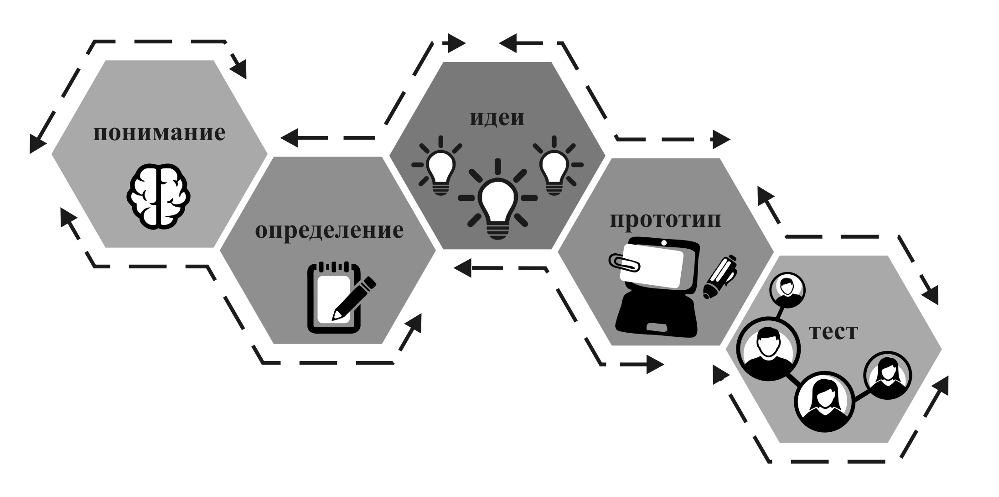 понимание
определение
идеи
прототип
тест